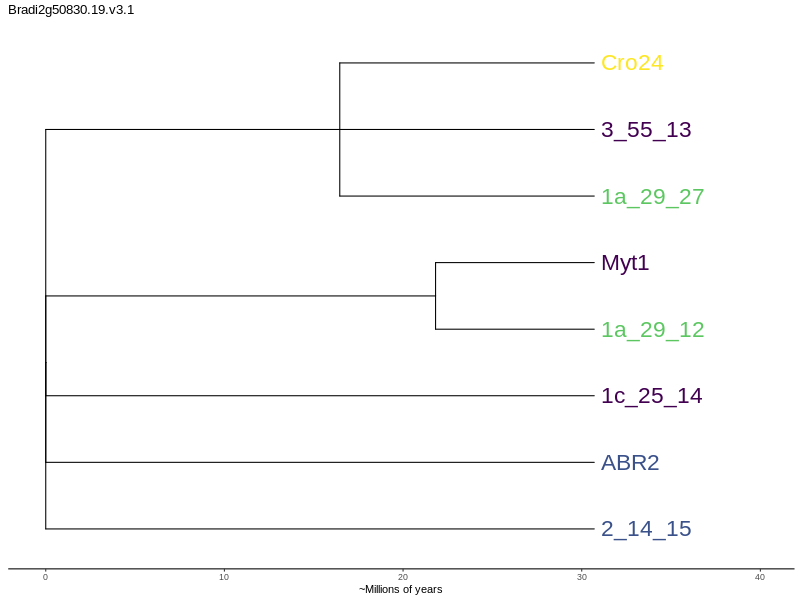 Bradi2g50830.19.v3.1
Cro24
3_55_13
1a_29_27
Myt1
1a_29_12
1c_25_14
ABR2
2_14_15
0 10 20 30 40
~Millions of years